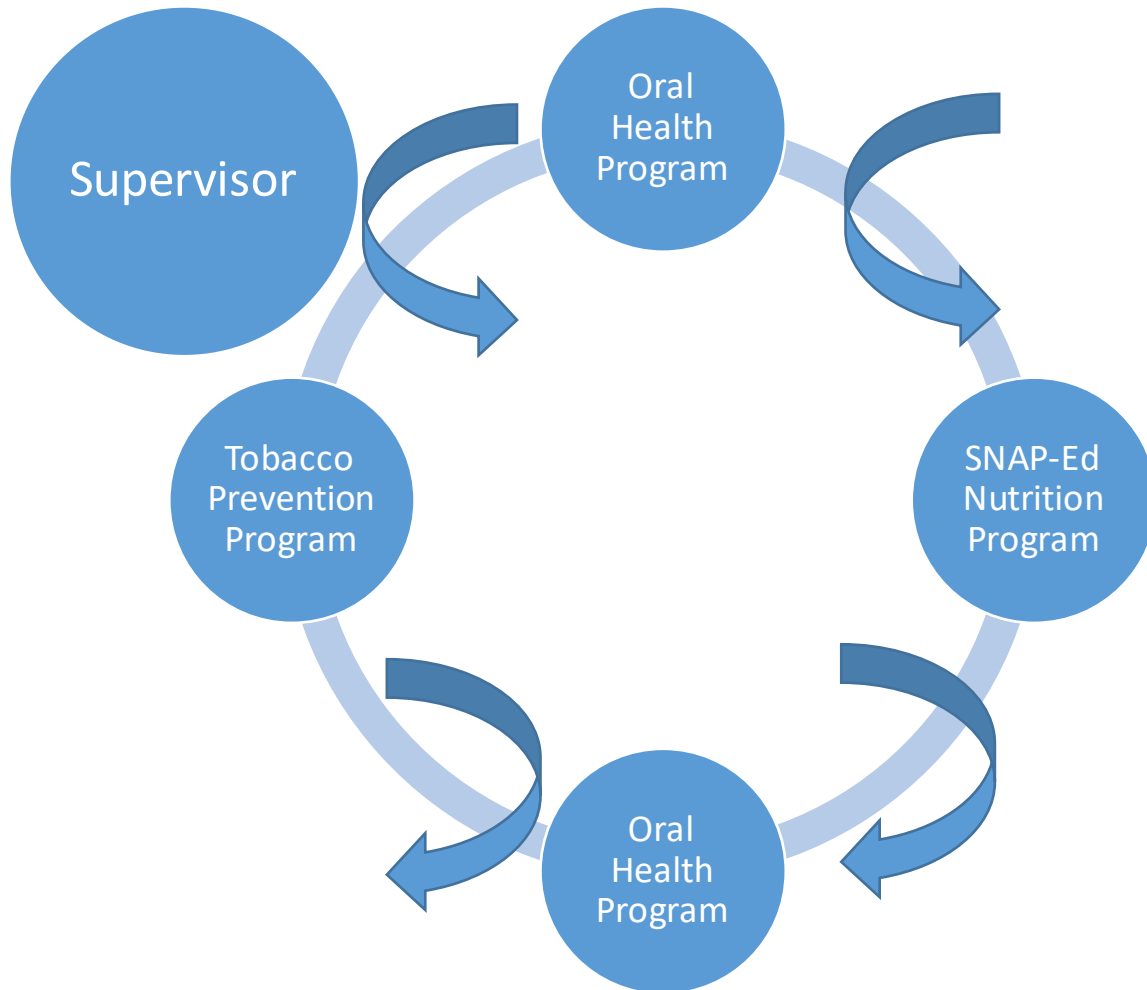 Supervisor
Oral
Health
Program
Tobacco
Prevention
Program
SNAP-Ed
Nutrition
Program
Oral
Health
Program